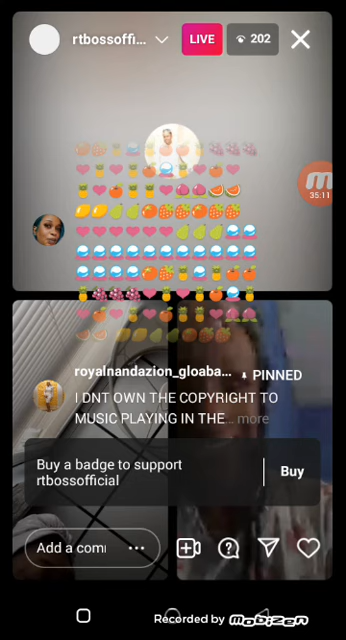 rtbossoffi...
LIVE
202
35:11
royalnandazion_gloaba...
PINNED
I DNT OWN THE COPYRIGHT TO
MUSIC PLAYING IN THE... more
Buy a badge to support
rtbossofficial
Buy
Add a comi
Recorded by mobizen